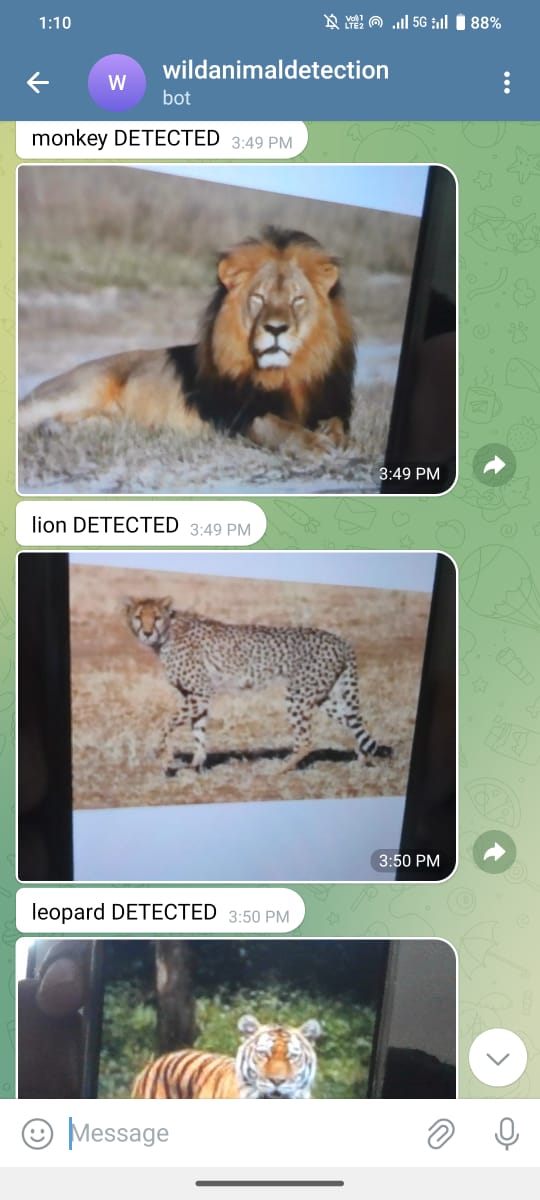 1:10
Vo)) 1
LTE2
5G
88%
W
wildanimaldetection
bot
monkey DETECTED 3:49 PM
3:49 PM
lion DETECTED 3:49 PM
3:50 PM
leopard DETECTED 3:50 PM
Message